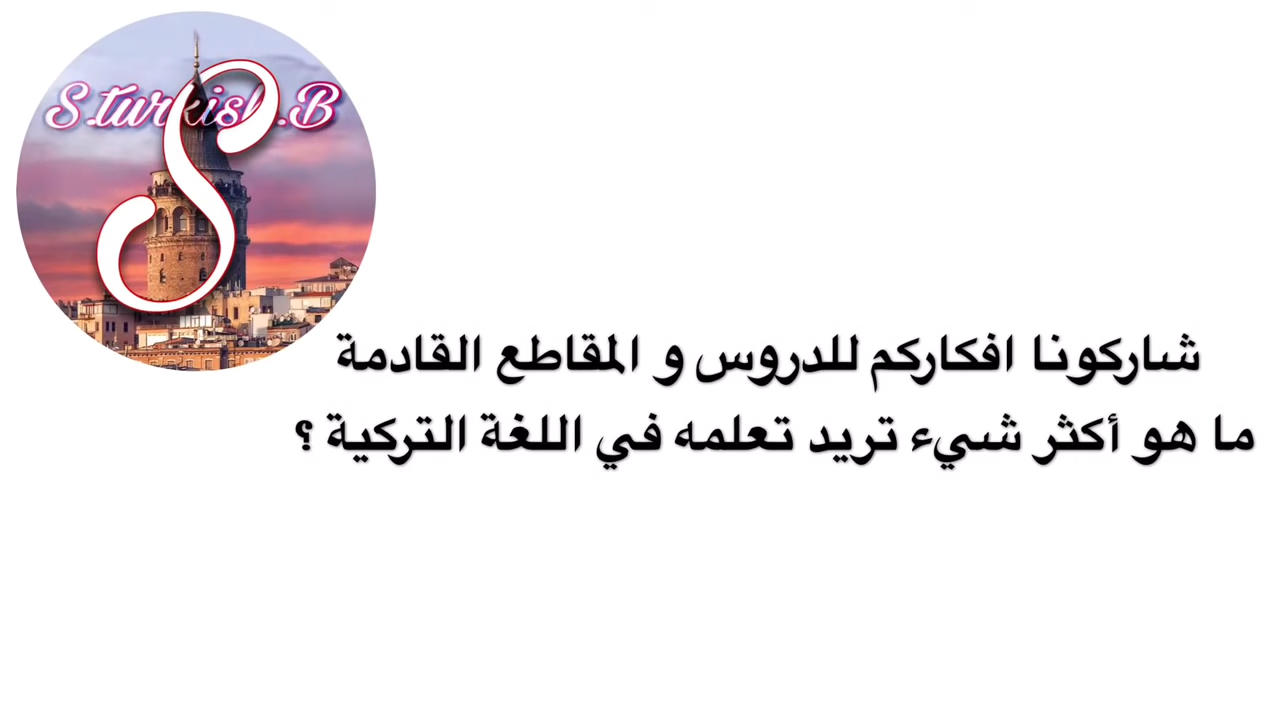 S.turkish.B
S
شاركونا افكاركم للدروس و المقاطع القادمة
ما هو أكثر شيء تريد تعلمه في اللغة التركية ؟